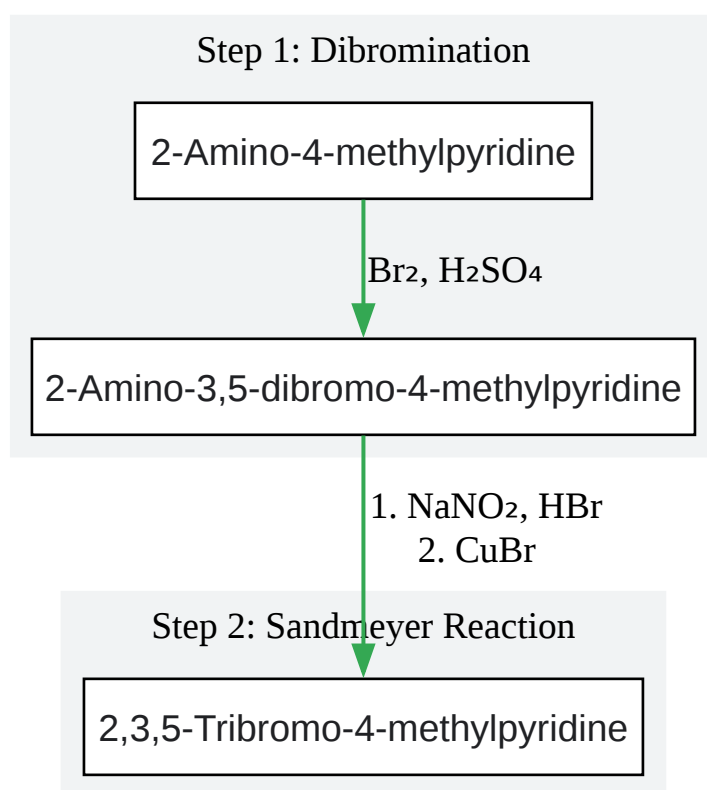 Step 1: Dibromination
2-Amino-4-methylpyridine
Br₂, H₂SO₄
2-Amino-3,5-dibromo-4-methylpyridine
1. NaNO₂, HBr
2. CuBr
Step 2: Sandmeyer Reaction
2,3,5-Tribromo-4-methylpyridine